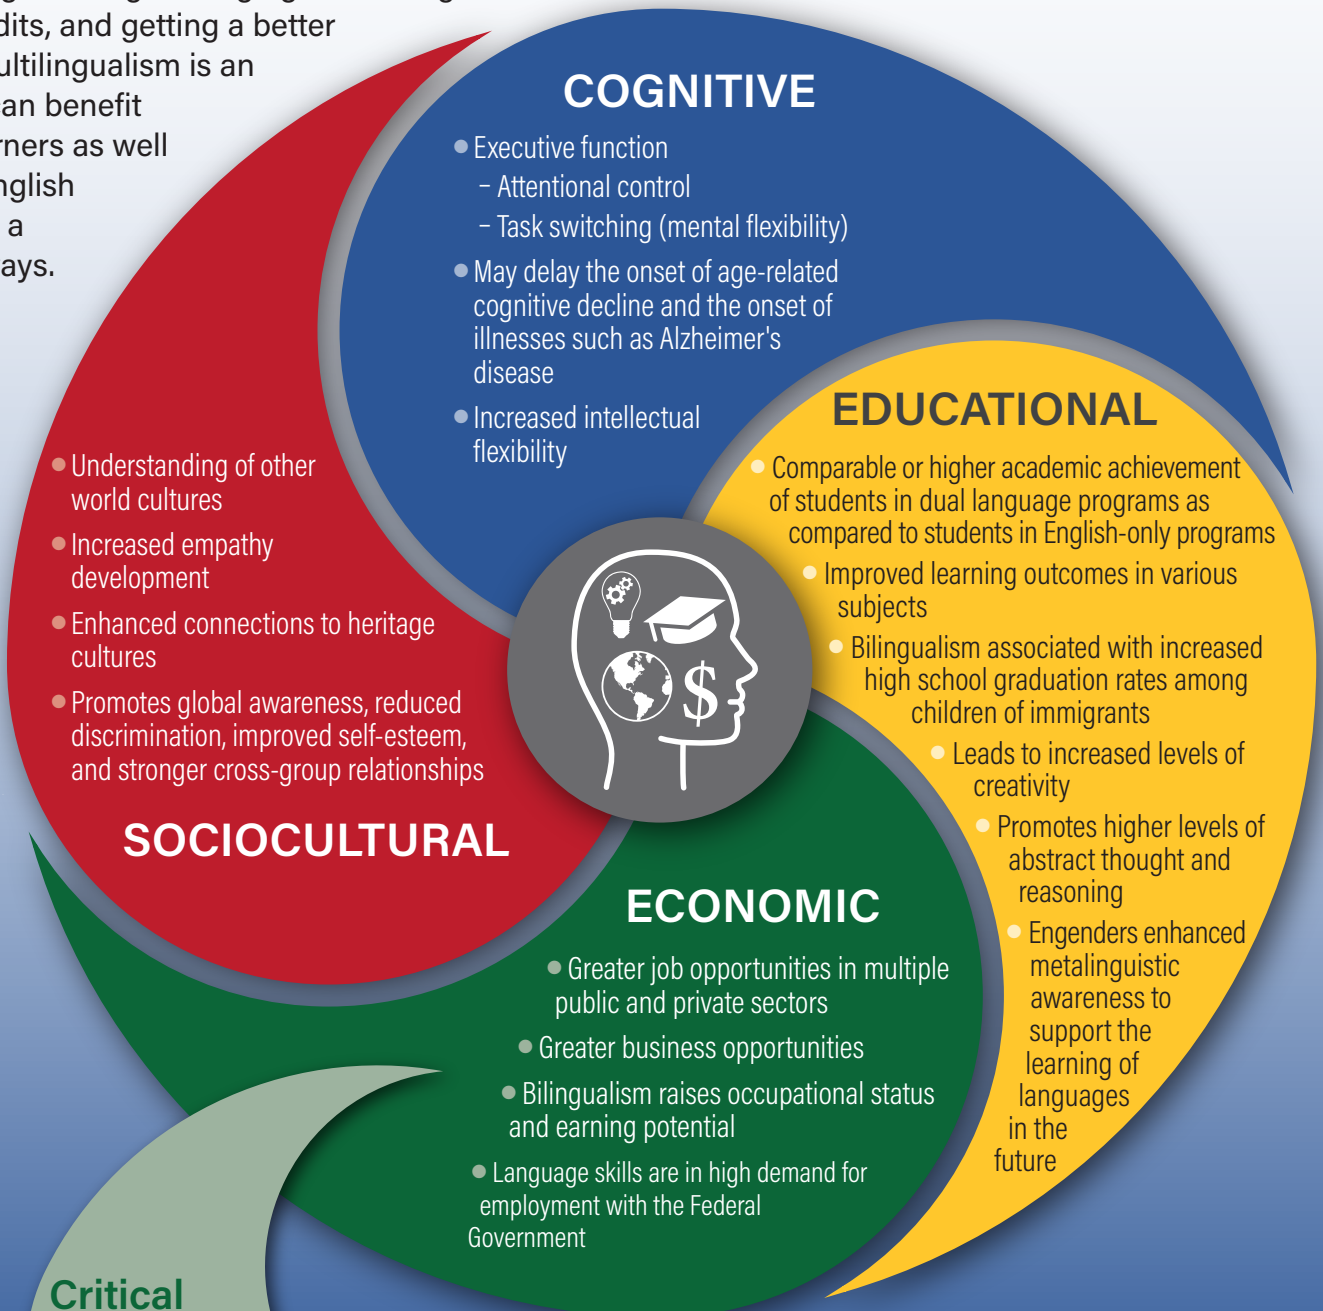 dits, and getting a better
ultilingualism is an
can benefit
rners as well
nglish
a
ays.
COGNITIVE
• Executive function
– Attentional control
– Task switching (mental flexibility)
• May delay the onset of age-related
cognitive decline and the onset of
illnesses such as Alzheimer's
disease
• Increased intellectual
flexibility
EDUCATIONAL
• Comparable or higher academic achievement
of students in dual language programs as
compared to students in English-only programs
• Improved learning outcomes in various
subjects
• Bilingualism associated with increased
high school graduation rates among
children of immigrants
• Leads to increased levels of
creativity
• Promotes higher levels of
abstract thought and
reasoning
• Engenders enhanced
metalinguistic
awareness to
support the
learning of
languages
in the
future
• Understanding of other
world cultures
• Increased empathy
development
• Enhanced connections to heritage
cultures
• Promotes global awareness, reduced
discrimination, improved self-esteem,
and stronger cross-group relationships
SOCIOCULTURAL
$
ECONOMIC
• Greater job opportunities in multiple
public and private sectors
• Greater business opportunities
• Bilingualism raises occupational status
and earning potential
• Language skills are in high demand for
employment with the Federal
Government
Critical